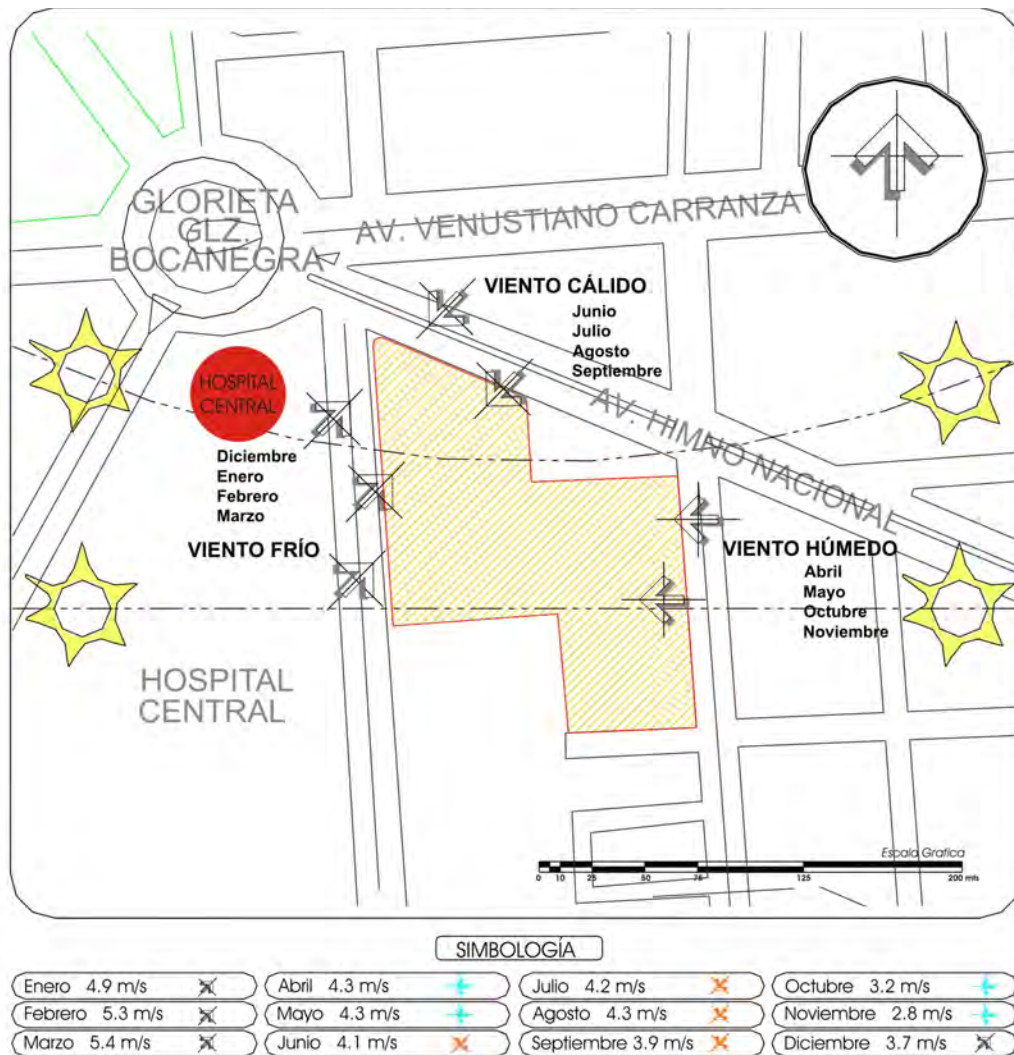 GLORIETA
GLZ.
BOCANEGRA
AV. VENUSTIANO CARRANZA
VIENTO CÁLIDO
Junio
Julio
Agosto
Septiembre
HOSPITAL
CENTRAL
Diciembre
Enero
Febrero
Marzo
VIENTO FRÍO
AV. HIMNO NACIONAL
VIENTO HÚMEDO
Abril
Mayo
Octubre
Noviembre
HOSPITAL
CENTRAL
Escala Grafica
0 10 25 50 75 125 200 mts
SIMBOLOGÍA
Enero 4.9 m/s
Abril 4.3 m/s
Julio 4.2 m/s
Octubre 3.2 m/s
Febrero 5.3 m/s
Mayo 4.3 m/s
Agosto 4.3 m/s
Noviembre 2.8 m/s
Marzo 5.4 m/s
Junio 4.1 m/s
Septiembre 3.9 m/s
Diciembre 3.7 m/s